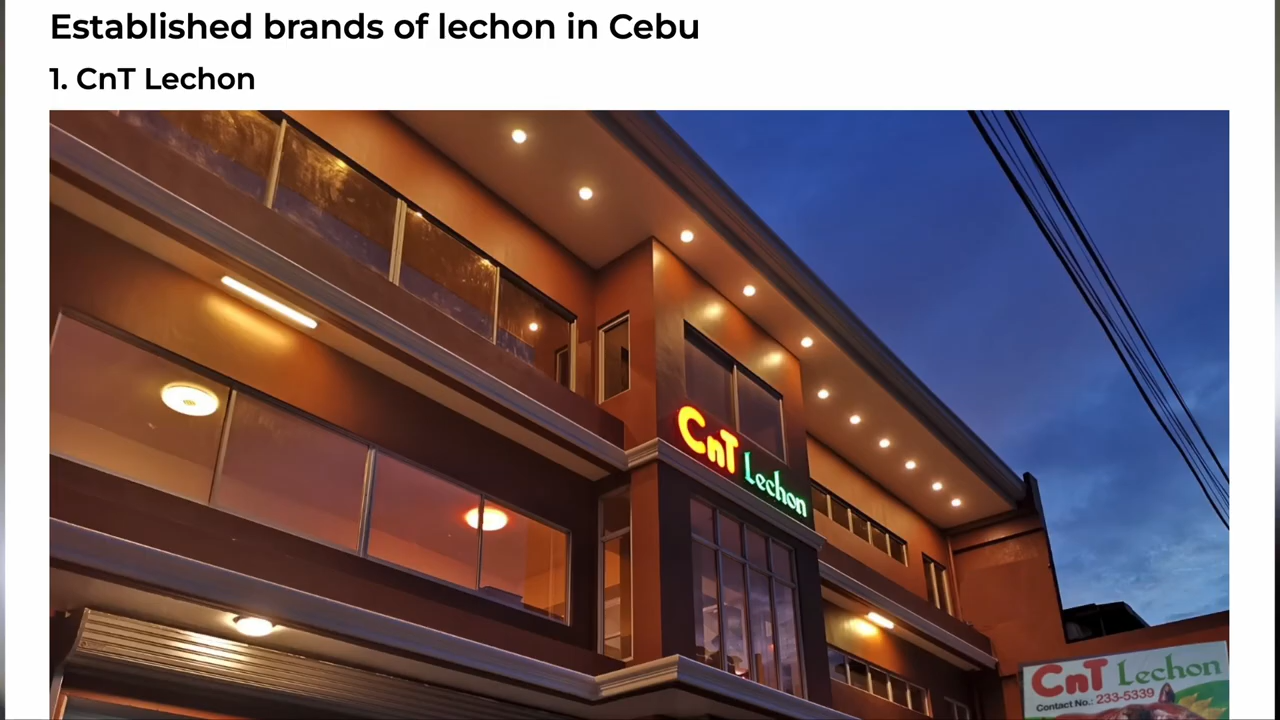 Established brands of lechon in Cebu
1. CnT Lechon
CnT Lechon
CnT Lechon
Contact No.: 233-5339